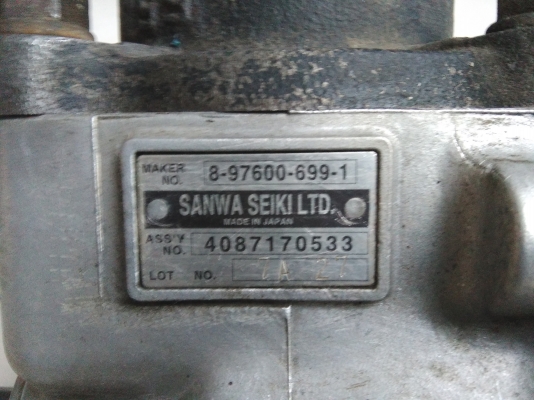 MAKER NO. 8-97600-699-1
SANWA SEIKI LTD.
MADE IN JAPAN
ASS'Y NO. 4087170533
LOT NO.